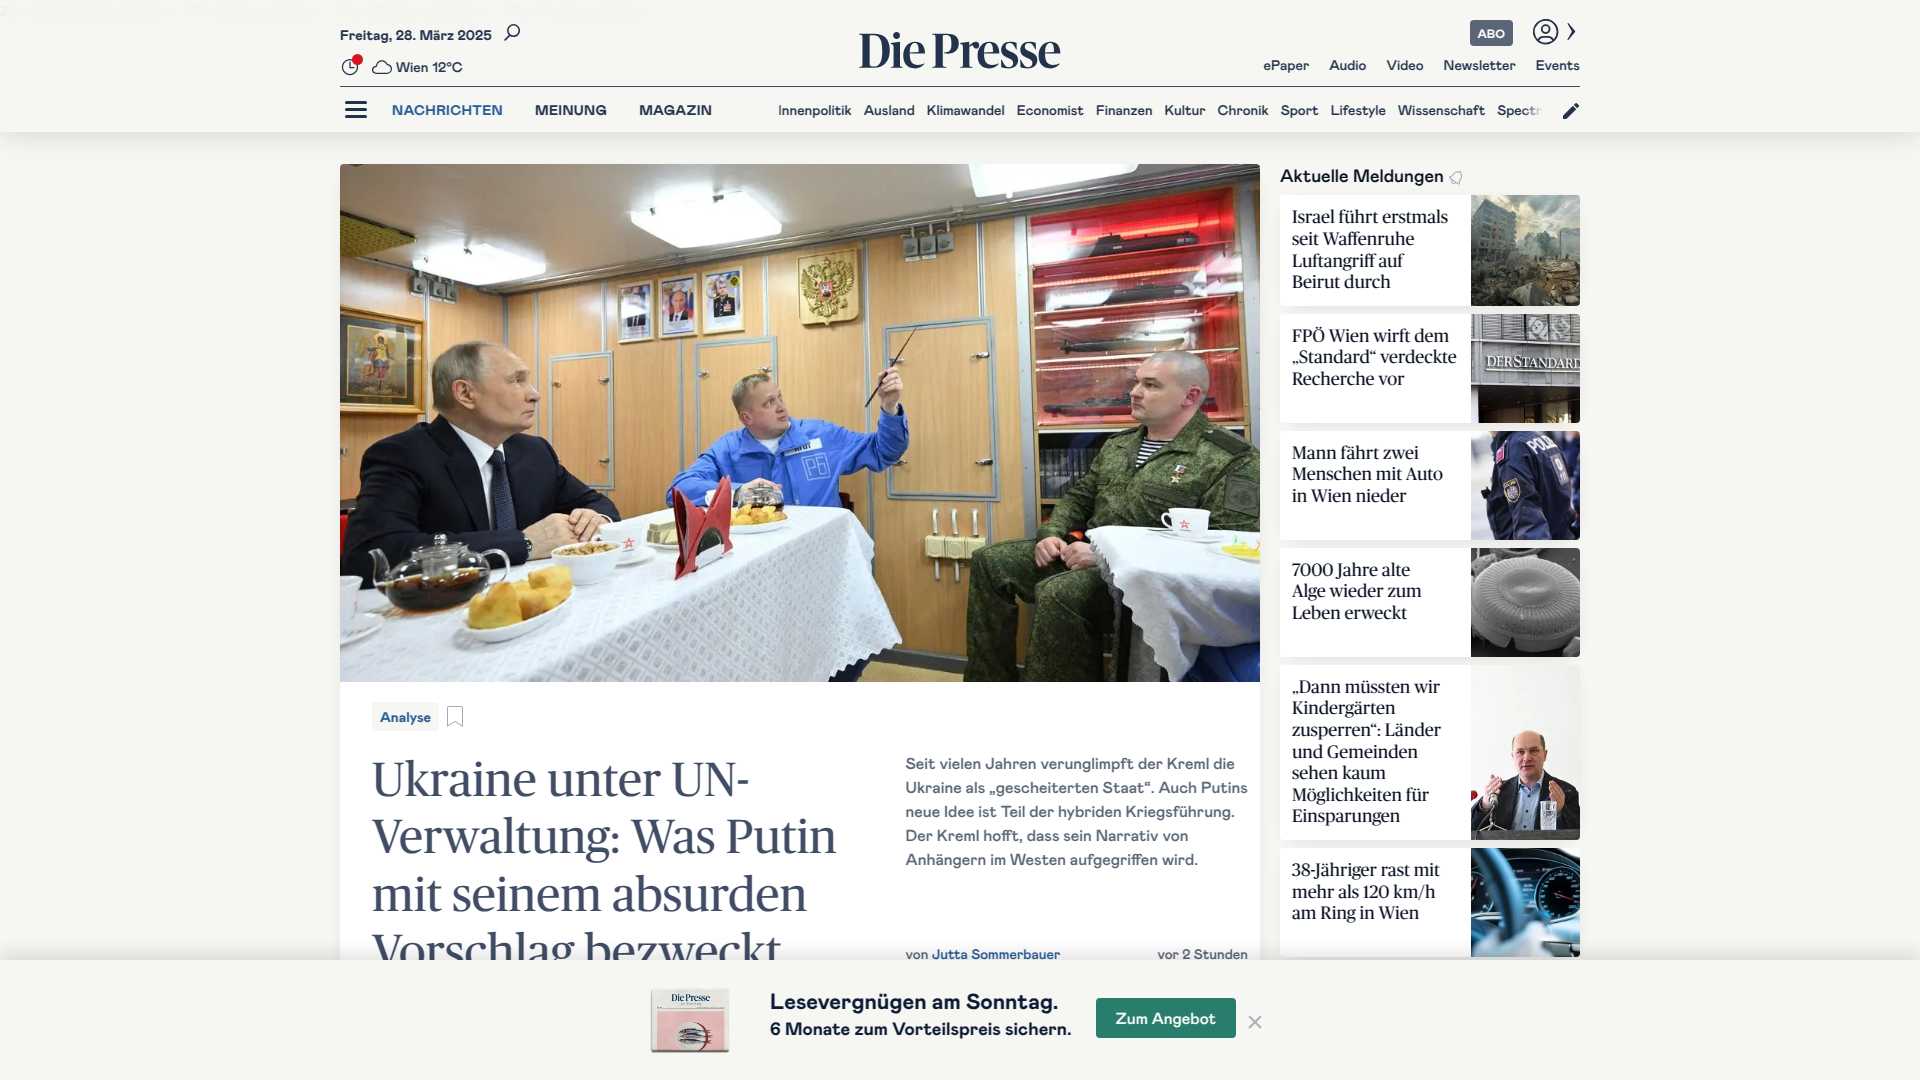 Freitag, 28. März 2025
Wien 12°C
Die Presse
ABO
ePaper Audio Video Newsletter Events
NACHRICHTEN MEINUNG MAGAZIN
Innenpolitik Ausland Klimawandel Economist Finanzen Kultur Chronik Sport Lifestyle Wissenschaft Spectr
Analyse
Ukraine unter UN-
Verwaltung: Was Putin
mit seinem absurden
Vorschlag bezweckt
Seit vielen Jahren verunglimpft der Kreml die
Ukraine als „gescheiterten Staat“. Auch Putins
neue Idee ist Teil der hybriden Kriegsführung.
Der Kreml hofft, dass sein Narrativ von
Anhängern im Westen aufgegriffen wird.
von Jutta Sommerbauer
vor 2 Stunden
Aktuelle Meldungen
Israel führt erstmals
seit Waffenruhe
Luftangriff auf
Beirut durch
FPÖ Wien wirft dem
„Standard“ verdeckte
Recherche vor
DERSTANDARD
Mann fährt zwei
Menschen mit Auto
in Wien nieder
POLIZEI
7000 Jahre alte
Alge wieder zum
Leben erweckt
„Dann müssten wir
Kindergärten
zusperren“: Länder
und Gemeinden
sehen kaum
Möglichkeiten für
Einsparungen
38-Jähriger rast mit
mehr als 120 km/h
am Ring in Wien
Die Presse
Lesevergnügen am Sonntag.
6 Monate zum Vorteilspreis sichern.
Zum Angebot